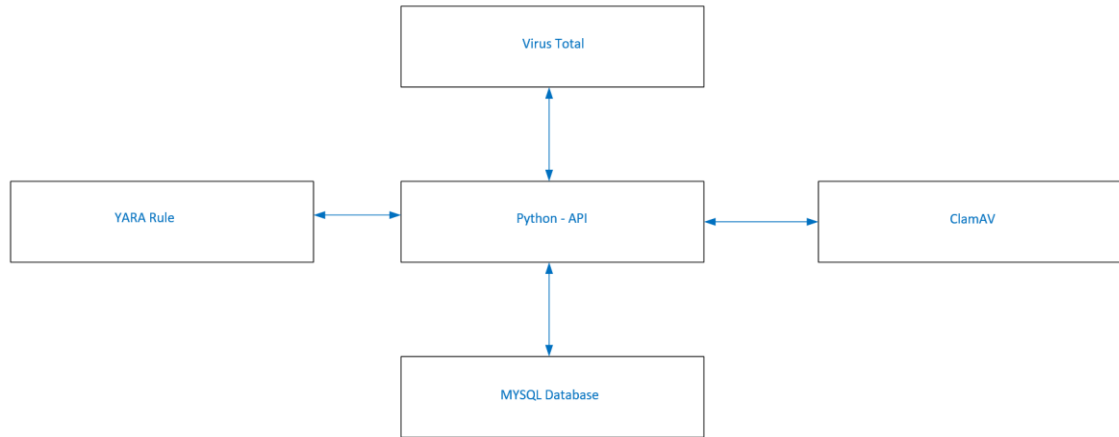 Virus Total
YARA Rule
Python - API
ClamAV
MYSQL Database